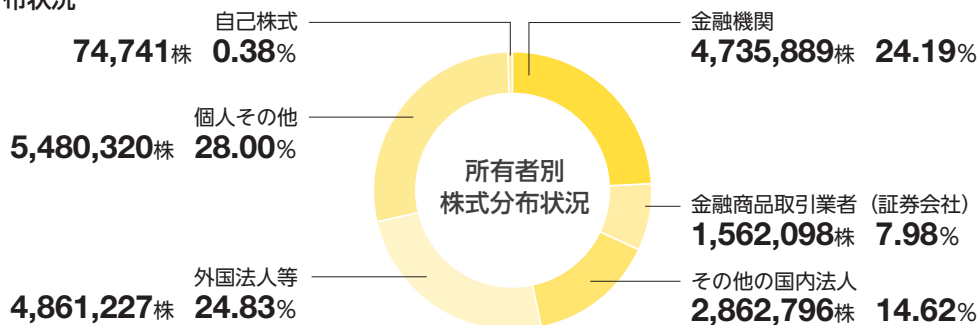 布状況
自己株式
74,741株 0.38%
個人その他
5,480,320株 28.00%
外国法人等
4,861,227株 24.83%
所有者別
株式分布状況
金融機関
4,735,889株 24.19%
金融商品取引業者（証券会社）
1,562,098株 7.98%
その他の国内法人
2,862,796株 14.62%